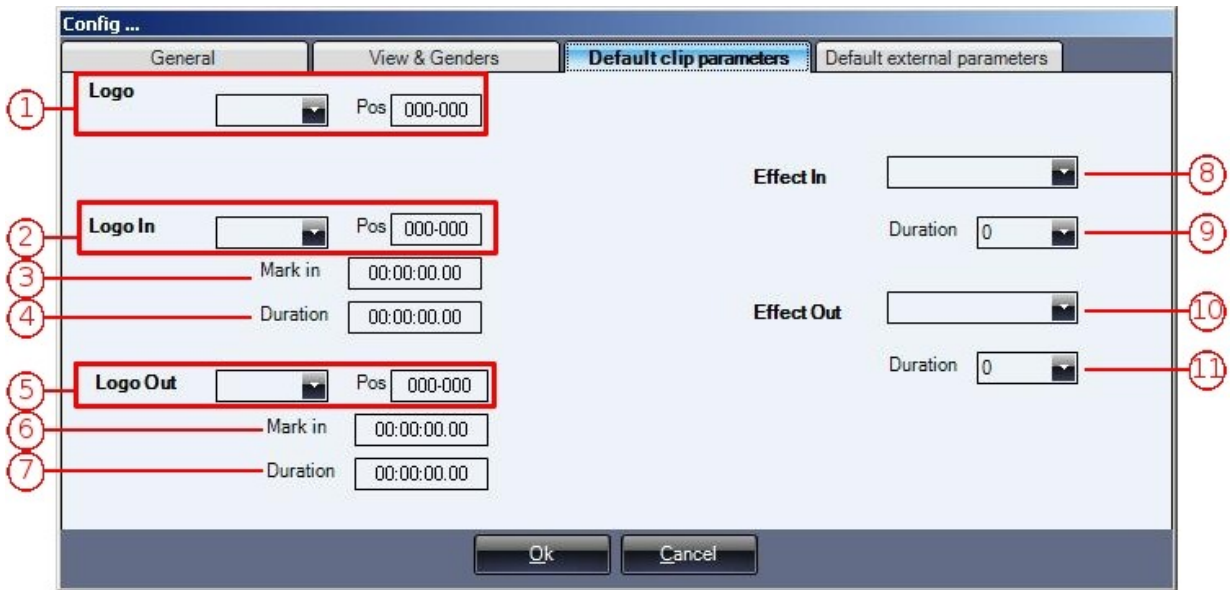 Config ...
General
View & Genders
Default clip parameters
Default external parameters
1
Logo
Pos 000-000
Effect In
8
2
Logo In
Pos 000-000
Duration 0
9
3
Mark in 00:00:00.00
4
Duration 00:00:00.00
Effect Out
10
5
Logo Out
Pos 000-000
Duration 0
11
6
Mark in 00:00:00.00
7
Duration 00:00:00.00
Ok
Cancel